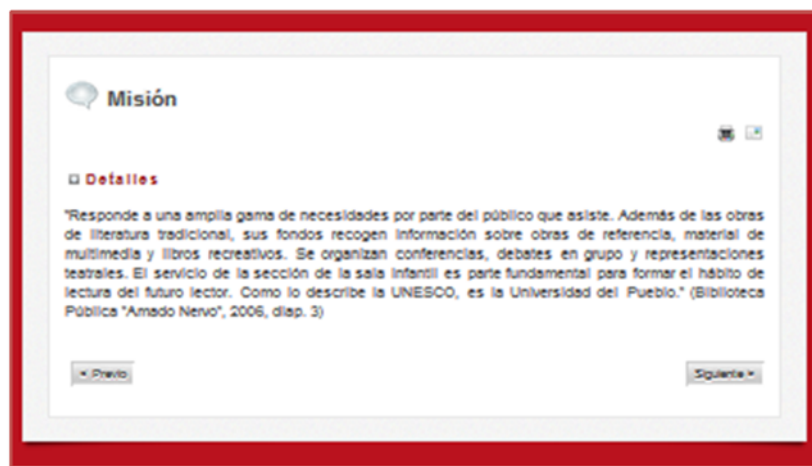 Misión
Detalles
"Responde a una amplia gama de necesidades por parte del público que asiste. Además de las obras
de literatura tradicional, sus fondos recogen información sobre obras de referencia, material de
multimedia y libros recreativos. Se organizan conferencias, debates en grupo y representaciones
teatrales. El servicio de la sección de la sala infantil es parte fundamental para formar el hábito de
lectura del futuro lector. Como lo describe la UNESCO, es la Universidad del Pueblo." (Biblioteca
Pública "Amado Nervo", 2006, diap. 3)
< Previo
Siguiente >